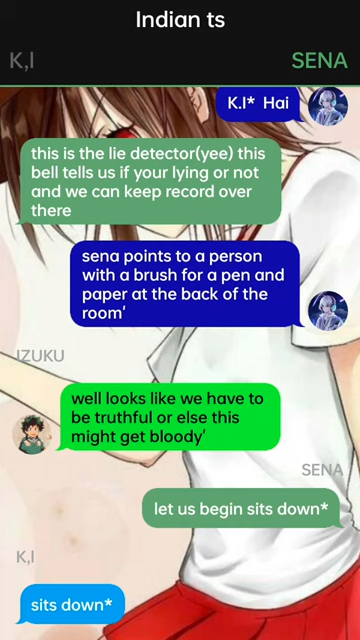 Indian ts
K,I
SENA
K.I* Hai
this is the lie detector(yee) this
bell tells us if your lying or not
and we can keep record over
there
sena points to a person
with a brush for a pen and
paper at the back of the
room'
IZUKU
well looks like we have to
be truthful or else this
might get bloody'
SENA
let us begin sits down*
K,I
sits down*